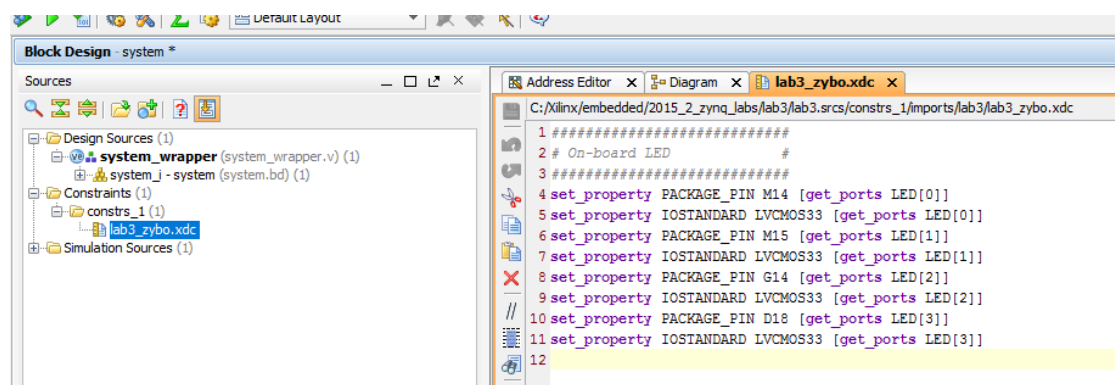 Default Layout
Block Design - system *
Sources
Design Sources (1)
system_wrapper (system_wrapper.v) (1)
system_i - system (system.bd) (1)
Constraints (1)
constrs_1 (1)
lab3_zybo.xdc
Simulation Sources (1)
Address Editor Diagram lab3_zybo.xdc
C:/Xilinx/embedded/2015_2_zynq_labs/lab3/lab3.srcs/constrs_1/imports/lab3/lab3_zybo.xdc
1 ############################
2 # On-board LED #
3 ############################
4 set_property PACKAGE_PIN M14 [get_ports LED[0]]
5 set_property IOSTANDARD LVCMOS33 [get_ports LED[0]]
6 set_property PACKAGE_PIN M15 [get_ports LED[1]]
7 set_property IOSTANDARD LVCMOS33 [get_ports LED[1]]
8 set_property PACKAGE_PIN G14 [get_ports LED[2]]
9 set_property IOSTANDARD LVCMOS33 [get_ports LED[2]]
10 set_property PACKAGE_PIN D18 [get_ports LED[3]]
11 set_property IOSTANDARD LVCMOS33 [get_ports LED[3]]
12